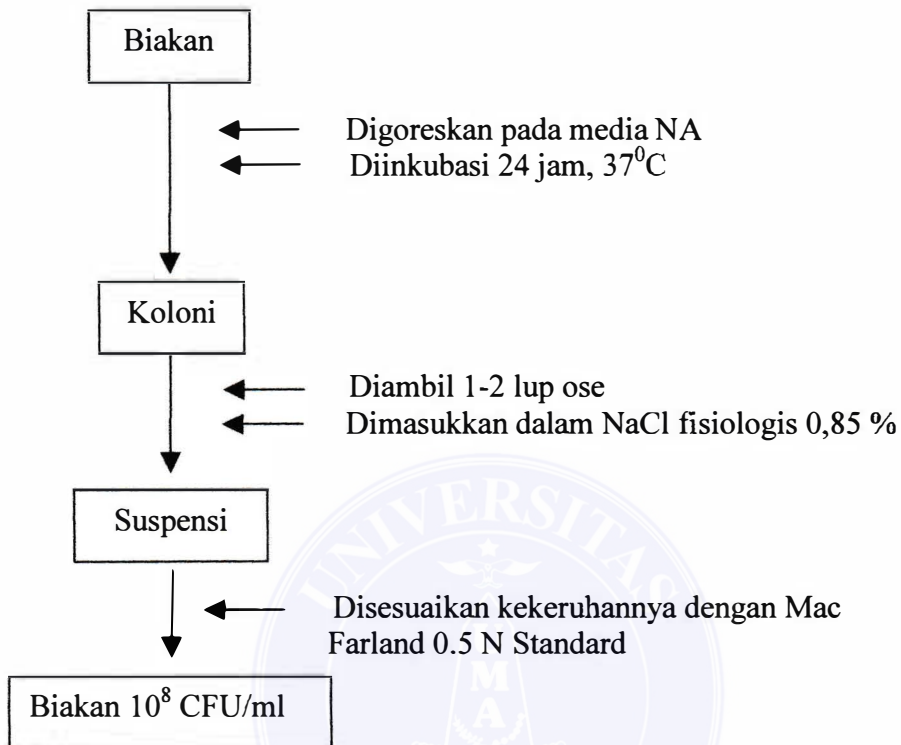 Biakan
Digoreskan pada media NA
Diinkubasi 24 jam, 37⁰C
Koloni
Diambil 1-2 lup ose
Dimasukkan dalam NaCl fisiologis 0,85 %
Suspensi
UNIVERSITAS
Disesuaikan kekeruhannya dengan Mac
Farland 0.5 N Standard
M
A
Biakan 10⁸ CFU/ml